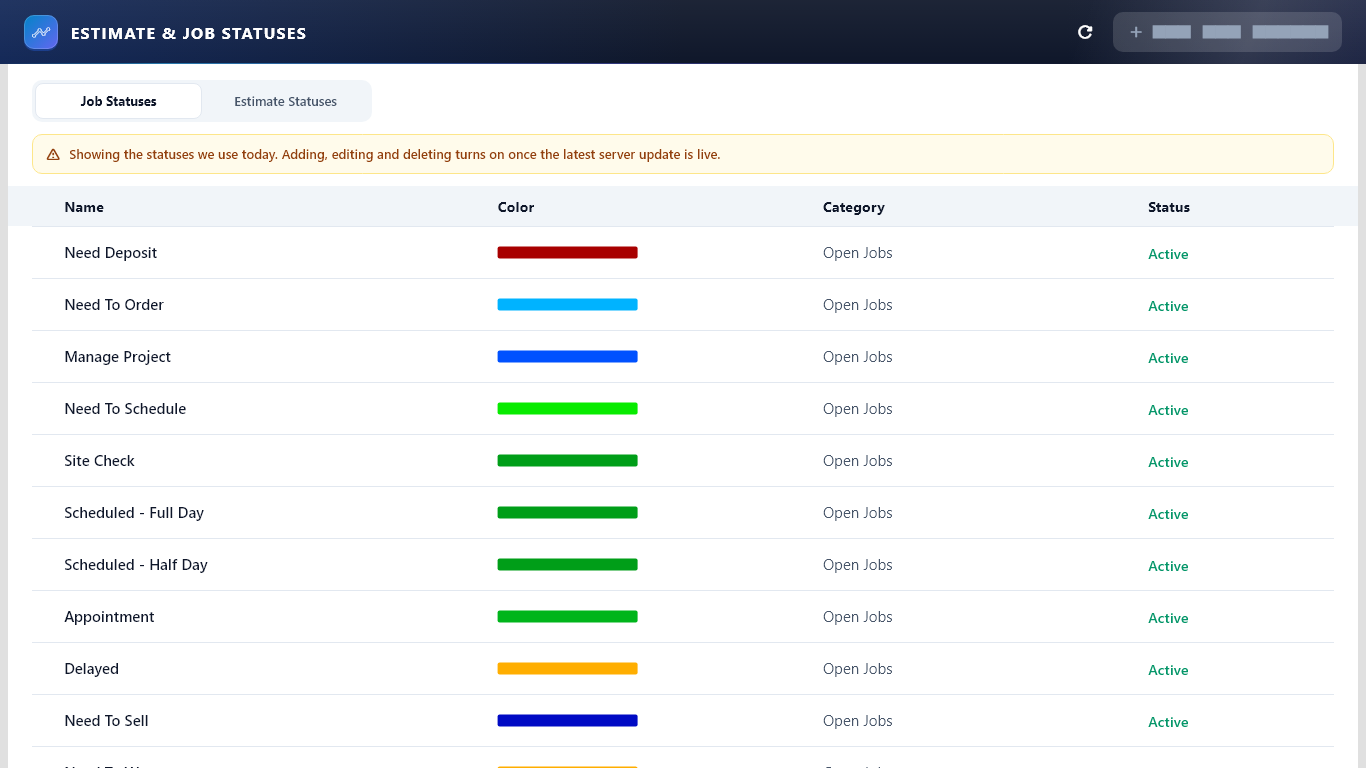 ESTIMATE & JOB STATUSES
+
Job Statuses
Estimate Statuses
Showing the statuses we use today. Adding, editing and deleting turns on once the latest server update is live.
Name Color Category Status
Need Deposit Open Jobs Active
Need To Order Open Jobs Active
Manage Project Open Jobs Active
Need To Schedule Open Jobs Active
Site Check Open Jobs Active
Scheduled - Full Day Open Jobs Active
Scheduled - Half Day Open Jobs Active
Appointment Open Jobs Active
Delayed Open Jobs Active
Need To Sell Open Jobs Active